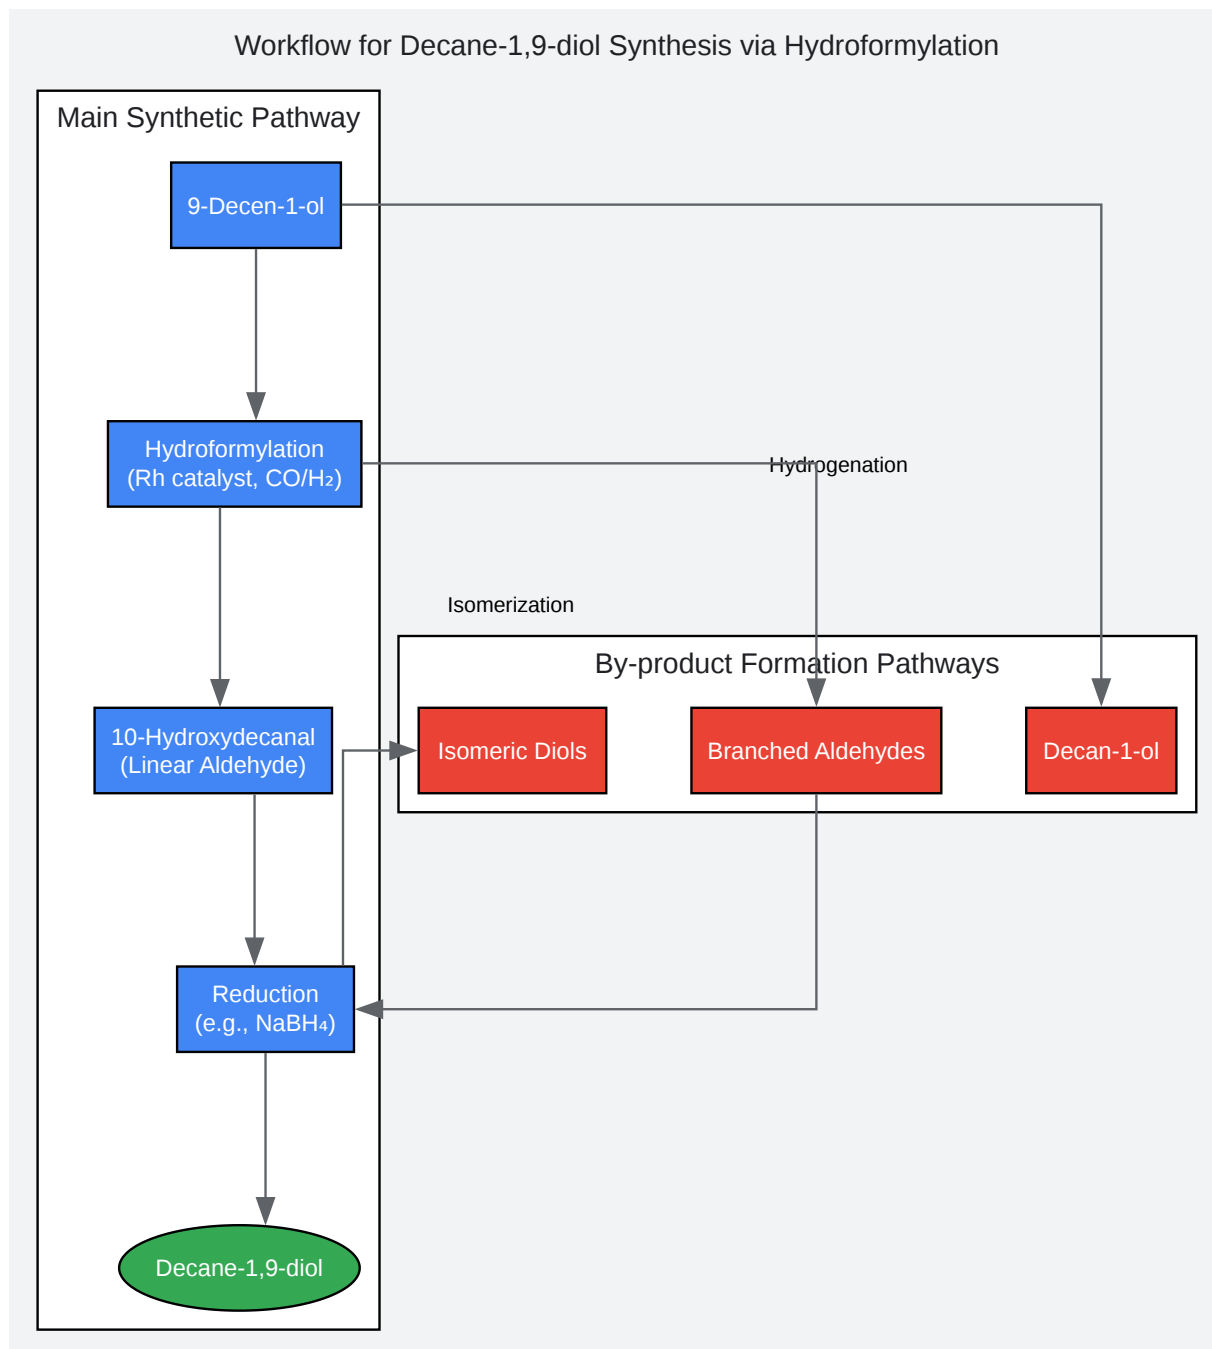 Workflow for Decane-1,9-diol Synthesis via Hydroformylation
Main Synthetic Pathway
9-Decen-1-ol
Hydroformylation
(Rh catalyst, CO/H₂)
Hydrogenation
Isomerization
By-product Formation Pathways
10-Hydroxydecanal
(Linear Aldehyde)
Isomeric Diols
Branched Aldehydes
Decan-1-ol
Reduction
(e.g., NaBH₄)
Decane-1,9-diol